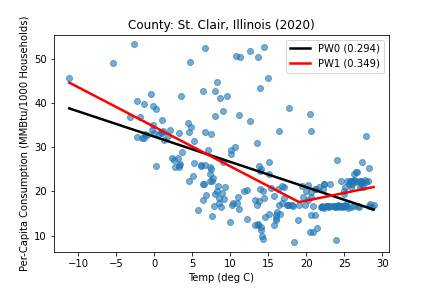 County: St. Clair, Illinois (2020)
PW0 (0.294)
PW1 (0.349)
Per-Capita Consumption (MMBtu/1000 Households)
50
40
30
20
10
−10 −5 0 5 10 15 20 25 30
Temp (deg C)